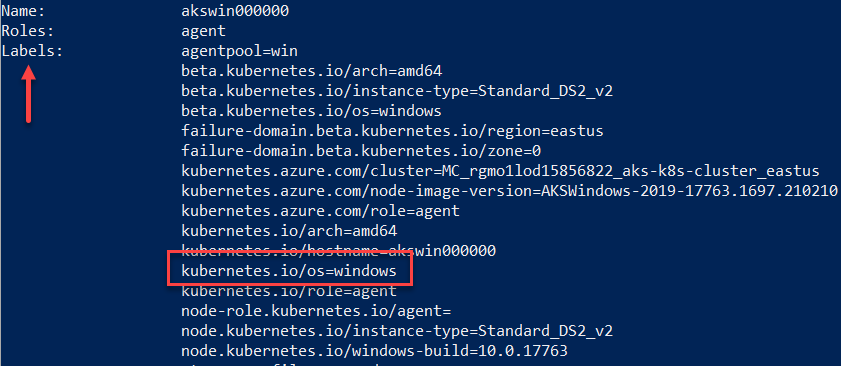 Name: akswin000000
Roles: agent
Labels: agentpool=win
beta.kubernetes.io/arch=amd64
beta.kubernetes.io/instance-type=Standard_DS2_v2
beta.kubernetes.io/os=windows
failure-domain.beta.kubernetes.io/region=eastus
failure-domain.beta.kubernetes.io/zone=0
kubernetes.azure.com/cluster=MC_rgmo1lod15856822_aks-k8s-cluster_eastus
kubernetes.azure.com/node-image-version=AKSWindows-2019-17763.1697.210210
kubernetes.azure.com/role=agent
kubernetes.io/arch=amd64
kubernetes.io/hostname=akswin000000
kubernetes.io/os=windows
kubernetes.io/role=agent
node-role.kubernetes.io/agent=
node.kubernetes.io/instance-type=Standard_DS2_v2
node.kubernetes.io/windows-build=10.0.17763